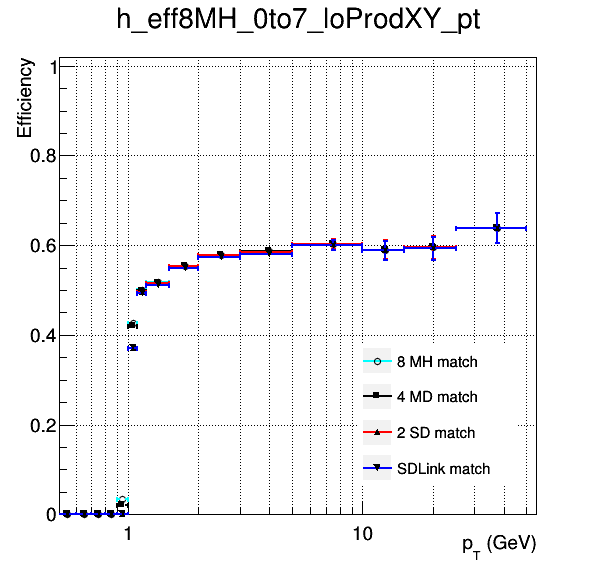 h_eff8MH_0to7_loProdXY_pt
Efficiency
1
0.8
0.6
0.4
0.2
0
8 MH match
4 MD match
2 SD match
SDLink match
1 10
p_T (GeV)